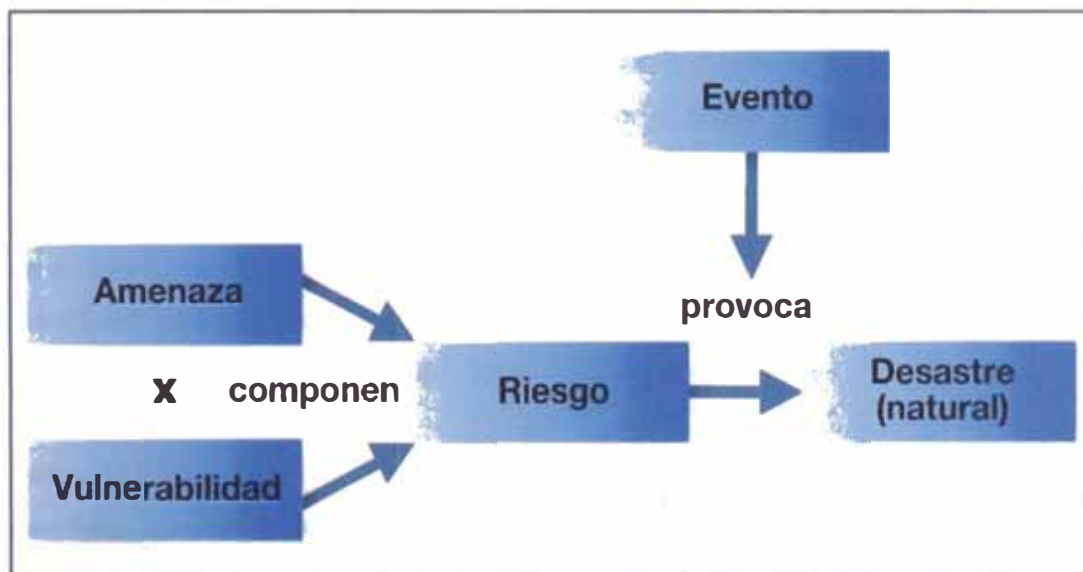 Evento
Amenaza
provoca
x componen
Riesgo
Desastre
(natural)
Vulnerabilidad